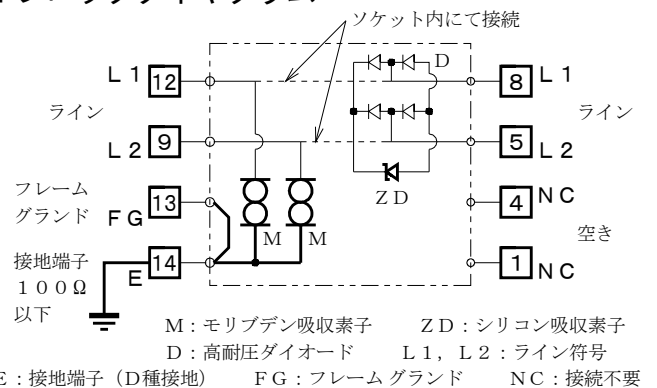 ソケット内にて接続
D
L1 12
8 L1
ライン
ライン
L2 9
5 L2
ZD
フレーム
グランド
FG 13
4 NC
M
M
空き
接地端子
100Ω
以下
E 14
1 NC
M：モリブデン吸収素子　　ZD：シリコン吸収素子
D：高耐圧ダイオード　　L1，L2：ライン符号
E：接地端子（D種接地）　　FG：フレームグランド　　NC：接続不要